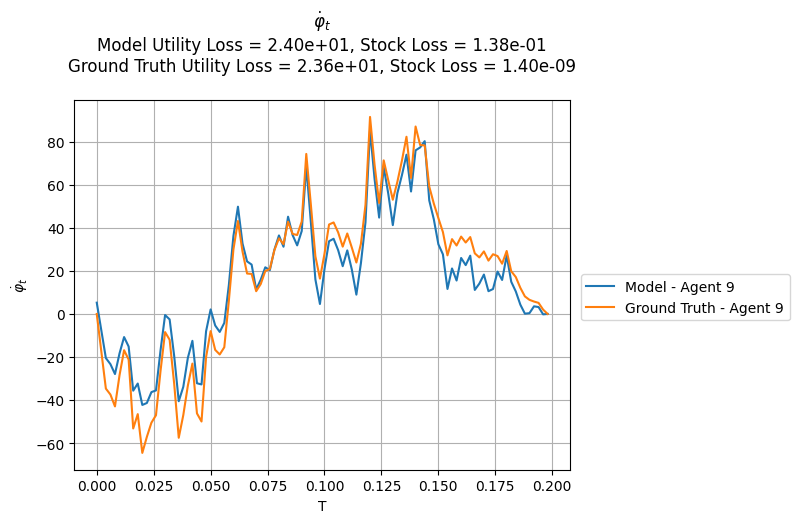 φ̇_t
Model Utility Loss = 2.40e+01, Stock Loss = 1.38e-01
Ground Truth Utility Loss = 2.36e+01, Stock Loss = 1.40e-09
80
60
40
20
0
−20
−40
−60
φ̇_t
0.000 0.025 0.050 0.075 0.100 0.125 0.150 0.175 0.200
T
Model - Agent 9
Ground Truth - Agent 9